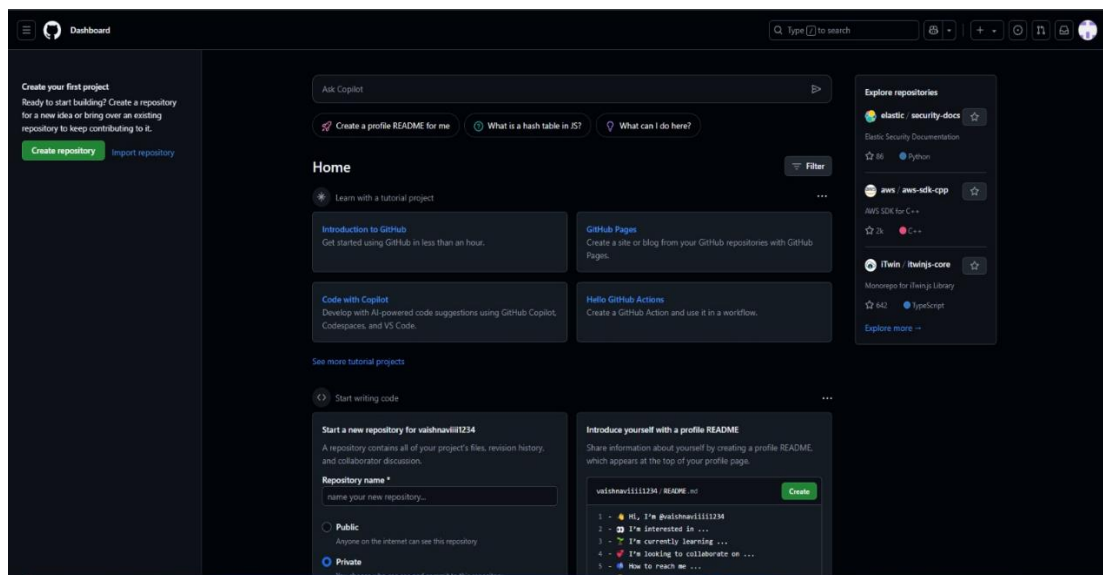 Dashboard
Type / to search
Create your first project
Ready to start building? Create a repository
for a new idea or bring over an existing
repository to keep contributing to it.
Create repository
Import repository
Ask Copilot
Create a profile README for me
What is a hash table in JS?
What can I do here?
Home
Filter
Learn with a tutorial project
Introduction to GitHub
Get started using GitHub in less than an hour.
GitHub Pages
Create a site or blog from your GitHub repositories with GitHub
Pages.
Code with Copilot
Develop with AI-powered code suggestions using GitHub Copilot,
Codespaces, and VS Code.
Hello GitHub Actions
Create a GitHub Action and use it in a workflow.
See more tutorial projects
Start writing code
Start a new repository for vaishnaviiii1234
A repository contains all of your project's files, revision history,
and collaborator discussion.
Repository name *
name your new repository...
Public
Anyone on the internet can see this repository
Private
Introduce yourself with a profile README
Share information about yourself by creating a profile README,
which appears at the top of your profile page.
vaishnaviiii1234 / README.md
Create
1 - 👋 Hi, I'm @vaishnaviiii1234
2 - 👀 I'm interested in ...
3 - 🌱 I'm currently learning ...
4 - 💞️ I'm looking to collaborate on ...
5 - 📫 How to reach me ...
Explore repositories
elastic / security-docs
Elastic Security Documentation
86 Python
aws / aws-sdk-cpp
AWS SDK for C++
2k C++
iTwin / itwinjs-core
Monorepo for iTwin.js Library
642 TypeScript
Explore more →